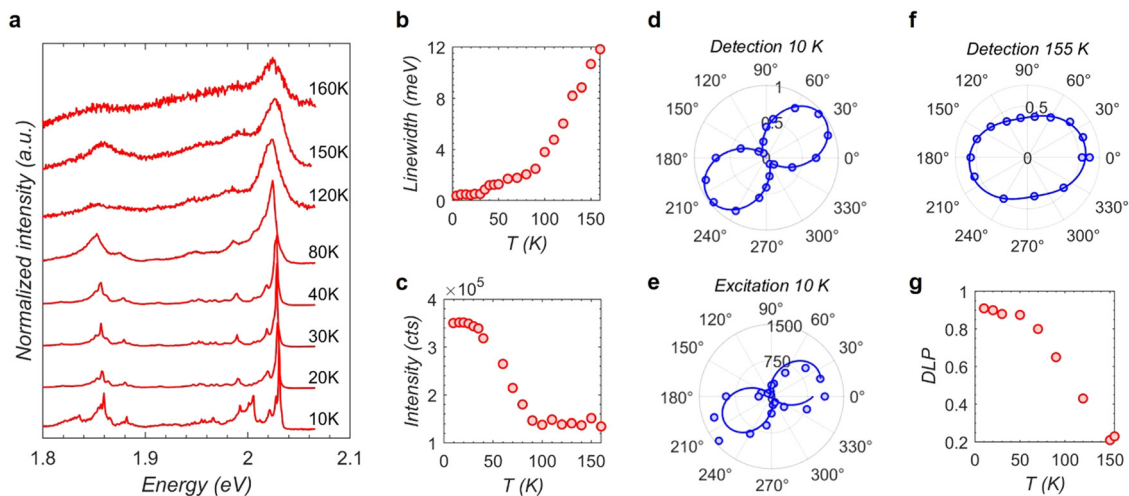 a
Normalized intensity (a.u.)
160K
150K
120K
80K
40K
30K
20K
10K
1.8
1.9
2
2.1
Energy (eV)
b
Linewidth (meV)
12
8
4
0
0
50
100
150
T (K)
c
× 10⁵
Intensity (cts)
4
3
2
1
0
50
100
150
T (K)
d
Detection 10 K
90°
120°
60°
150°
30°
180°
0°
210°
330°
240°
300°
270°
1
0.5
0
e
Excitation 10 K
90°
120°
60°
150°
30°
180°
0°
210°
330°
240°
300°
270°
1500
750
f
Detection 155 K
90°
120°
60°
150°
30°
180°
0°
210°
330°
240°
300°
270°
0.5
0
g
DLP
1
0.8
0.6
0.4
0.2
0
50
100
150
T (K)